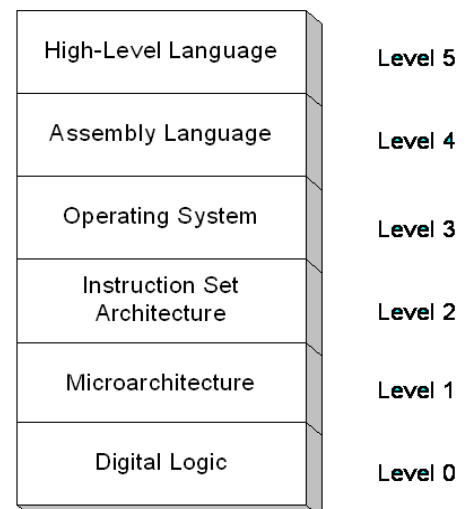 High-Level Language
Level 5
Assembly Language
Level 4
Operating System
Level 3
Instruction Set
Architecture
Level 2
Microarchitecture
Level 1
Digital Logic
Level 0